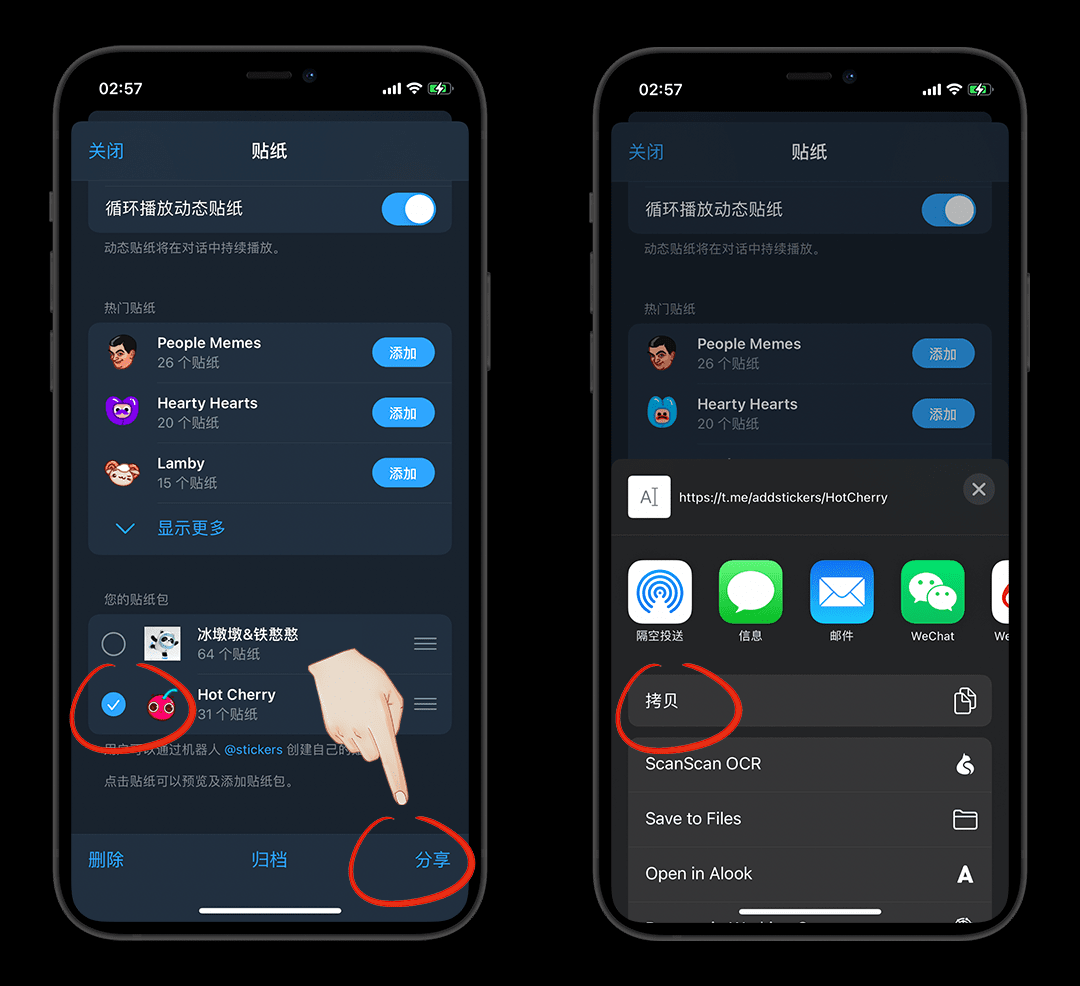 02:57
关闭
贴纸
循环播放动态贴纸
动态贴纸将在对话中持续播放。
热门贴纸
People Memes
26 个贴纸
添加
Hearty Hearts
20 个贴纸
添加
Lamby
15 个贴纸
添加
显示更多
您的贴纸包
冰墩墩&铁憨憨
64 个贴纸
Hot Cherry
31 个贴纸
用户可以通过机器人 @stickers 创建自己的
点击贴纸可以预览及添加贴纸包。
删除
归档
分享
02:57
关闭
贴纸
循环播放动态贴纸
动态贴纸将在对话中持续播放。
热门贴纸
People Memes
26 个贴纸
添加
Hearty Hearts
20 个贴纸
添加
A
https://t.me/addstickers/HotCherry
隔空投送
信息
邮件
WeChat
We
拷贝
ScanScan OCR
Save to Files
Open in Alook
A